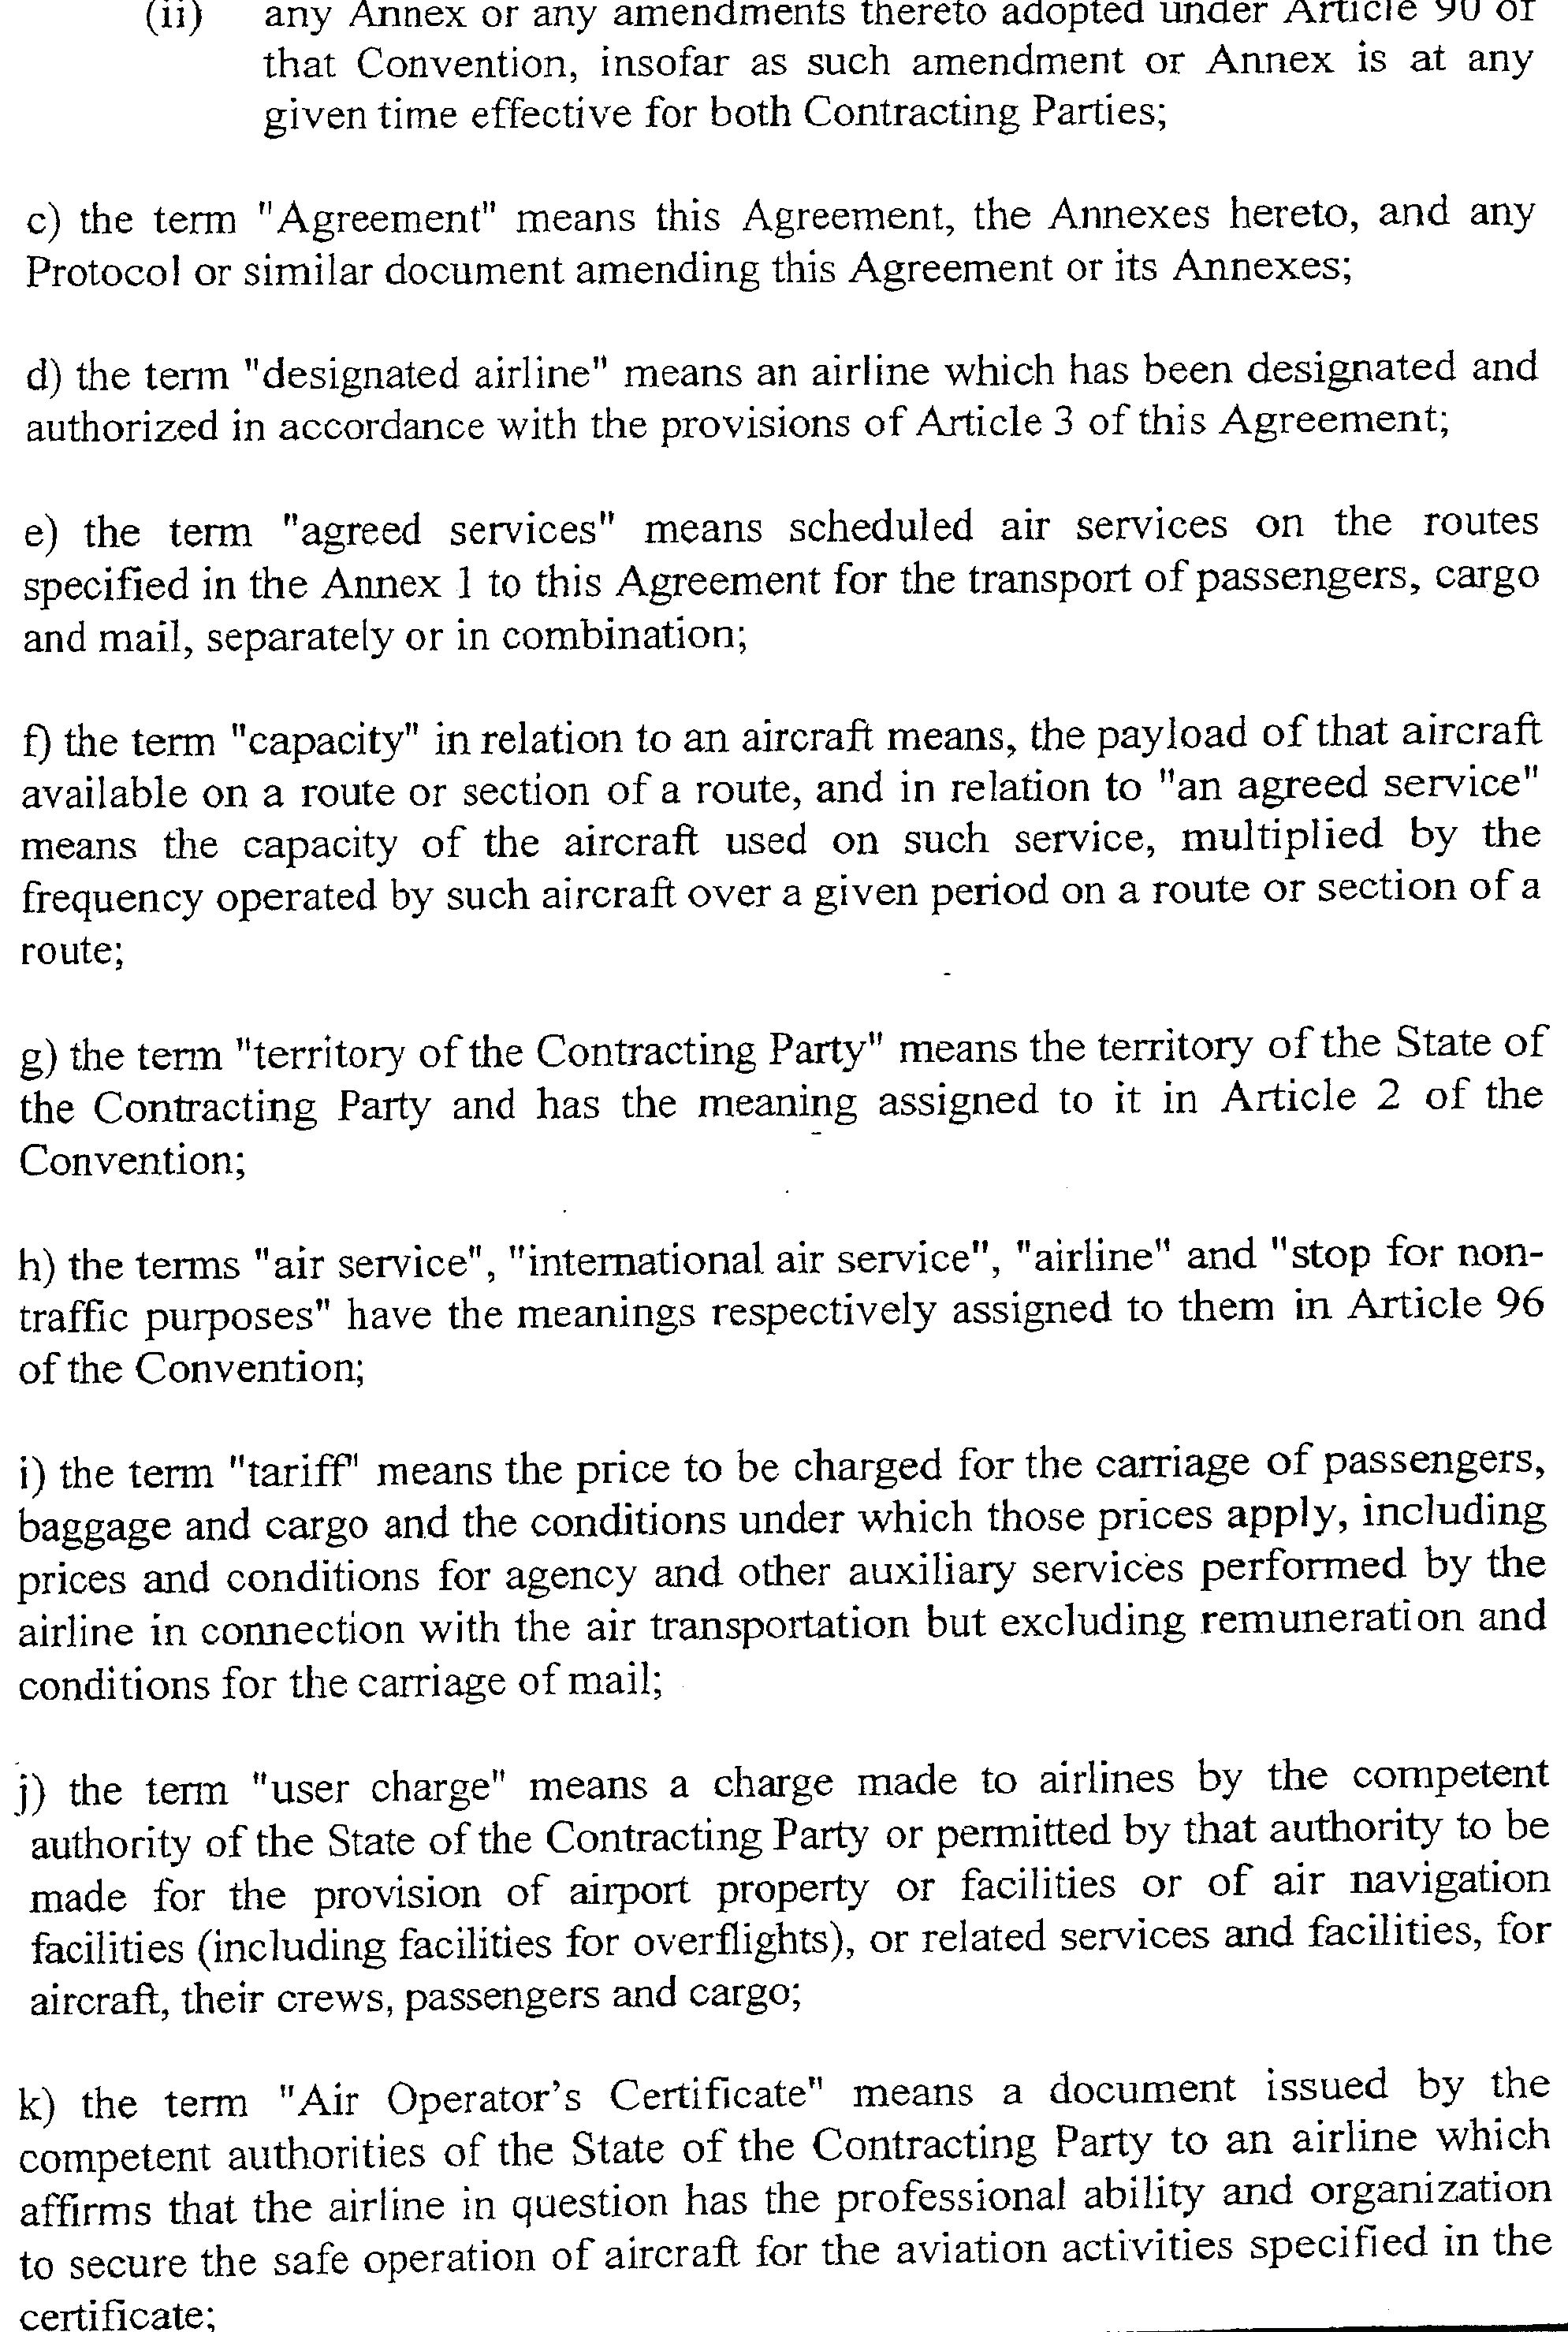 (ii) any Annex or any amendments thereto adopted under Article 90 of
that Convention, insofar as such amendment or Annex is at any
given time effective for both Contracting Parties;
c) the term "Agreement" means this Agreement, the Annexes hereto, and any
Protocol or similar document amending this Agreement or its Annexes;
d) the term "designated airline" means an airline which has been designated and
authorized in accordance with the provisions of Article 3 of this Agreement;
e) the term "agreed services" means scheduled air services on the routes
specified in the Annex 1 to this Agreement for the transport of passengers, cargo
and mail, separately or in combination;
f) the term "capacity" in relation to an aircraft means, the payload of that aircraft
available on a route or section of a route, and in relation to "an agreed service"
means the capacity of the aircraft used on such service, multiplied by the
frequency operated by such aircraft over a given period on a route or section of a
route;
g) the term "territory of the Contracting Party" means the territory of the State of
the Contracting Party and has the meaning assigned to it in Article 2 of the
Convention;
h) the terms "air service", "international air service", "airline" and "stop for non-
traffic purposes" have the meanings respectively assigned to them in Article 96
of the Convention;
i) the term "tariff" means the price to be charged for the carriage of passengers,
baggage and cargo and the conditions under which those prices apply, including
prices and conditions for agency and other auxiliary services performed by the
airline in connection with the air transportation but excluding remuneration and
conditions for the carriage of mail;
j) the term "user charge" means a charge made to airlines by the competent
authority of the State of the Contracting Party or permitted by that authority to be
made for the provision of airport property or facilities or of air navigation
facilities (including facilities for overflights), or related services and facilities, for
aircraft, their crews, passengers and cargo;
k) the term "Air Operator's Certificate" means a document issued by the
competent authorities of the State of the Contracting Party to an airline which
affirms that the airline in question has the professional ability and organization
to secure the safe operation of aircraft for the aviation activities specified in the
certificate;